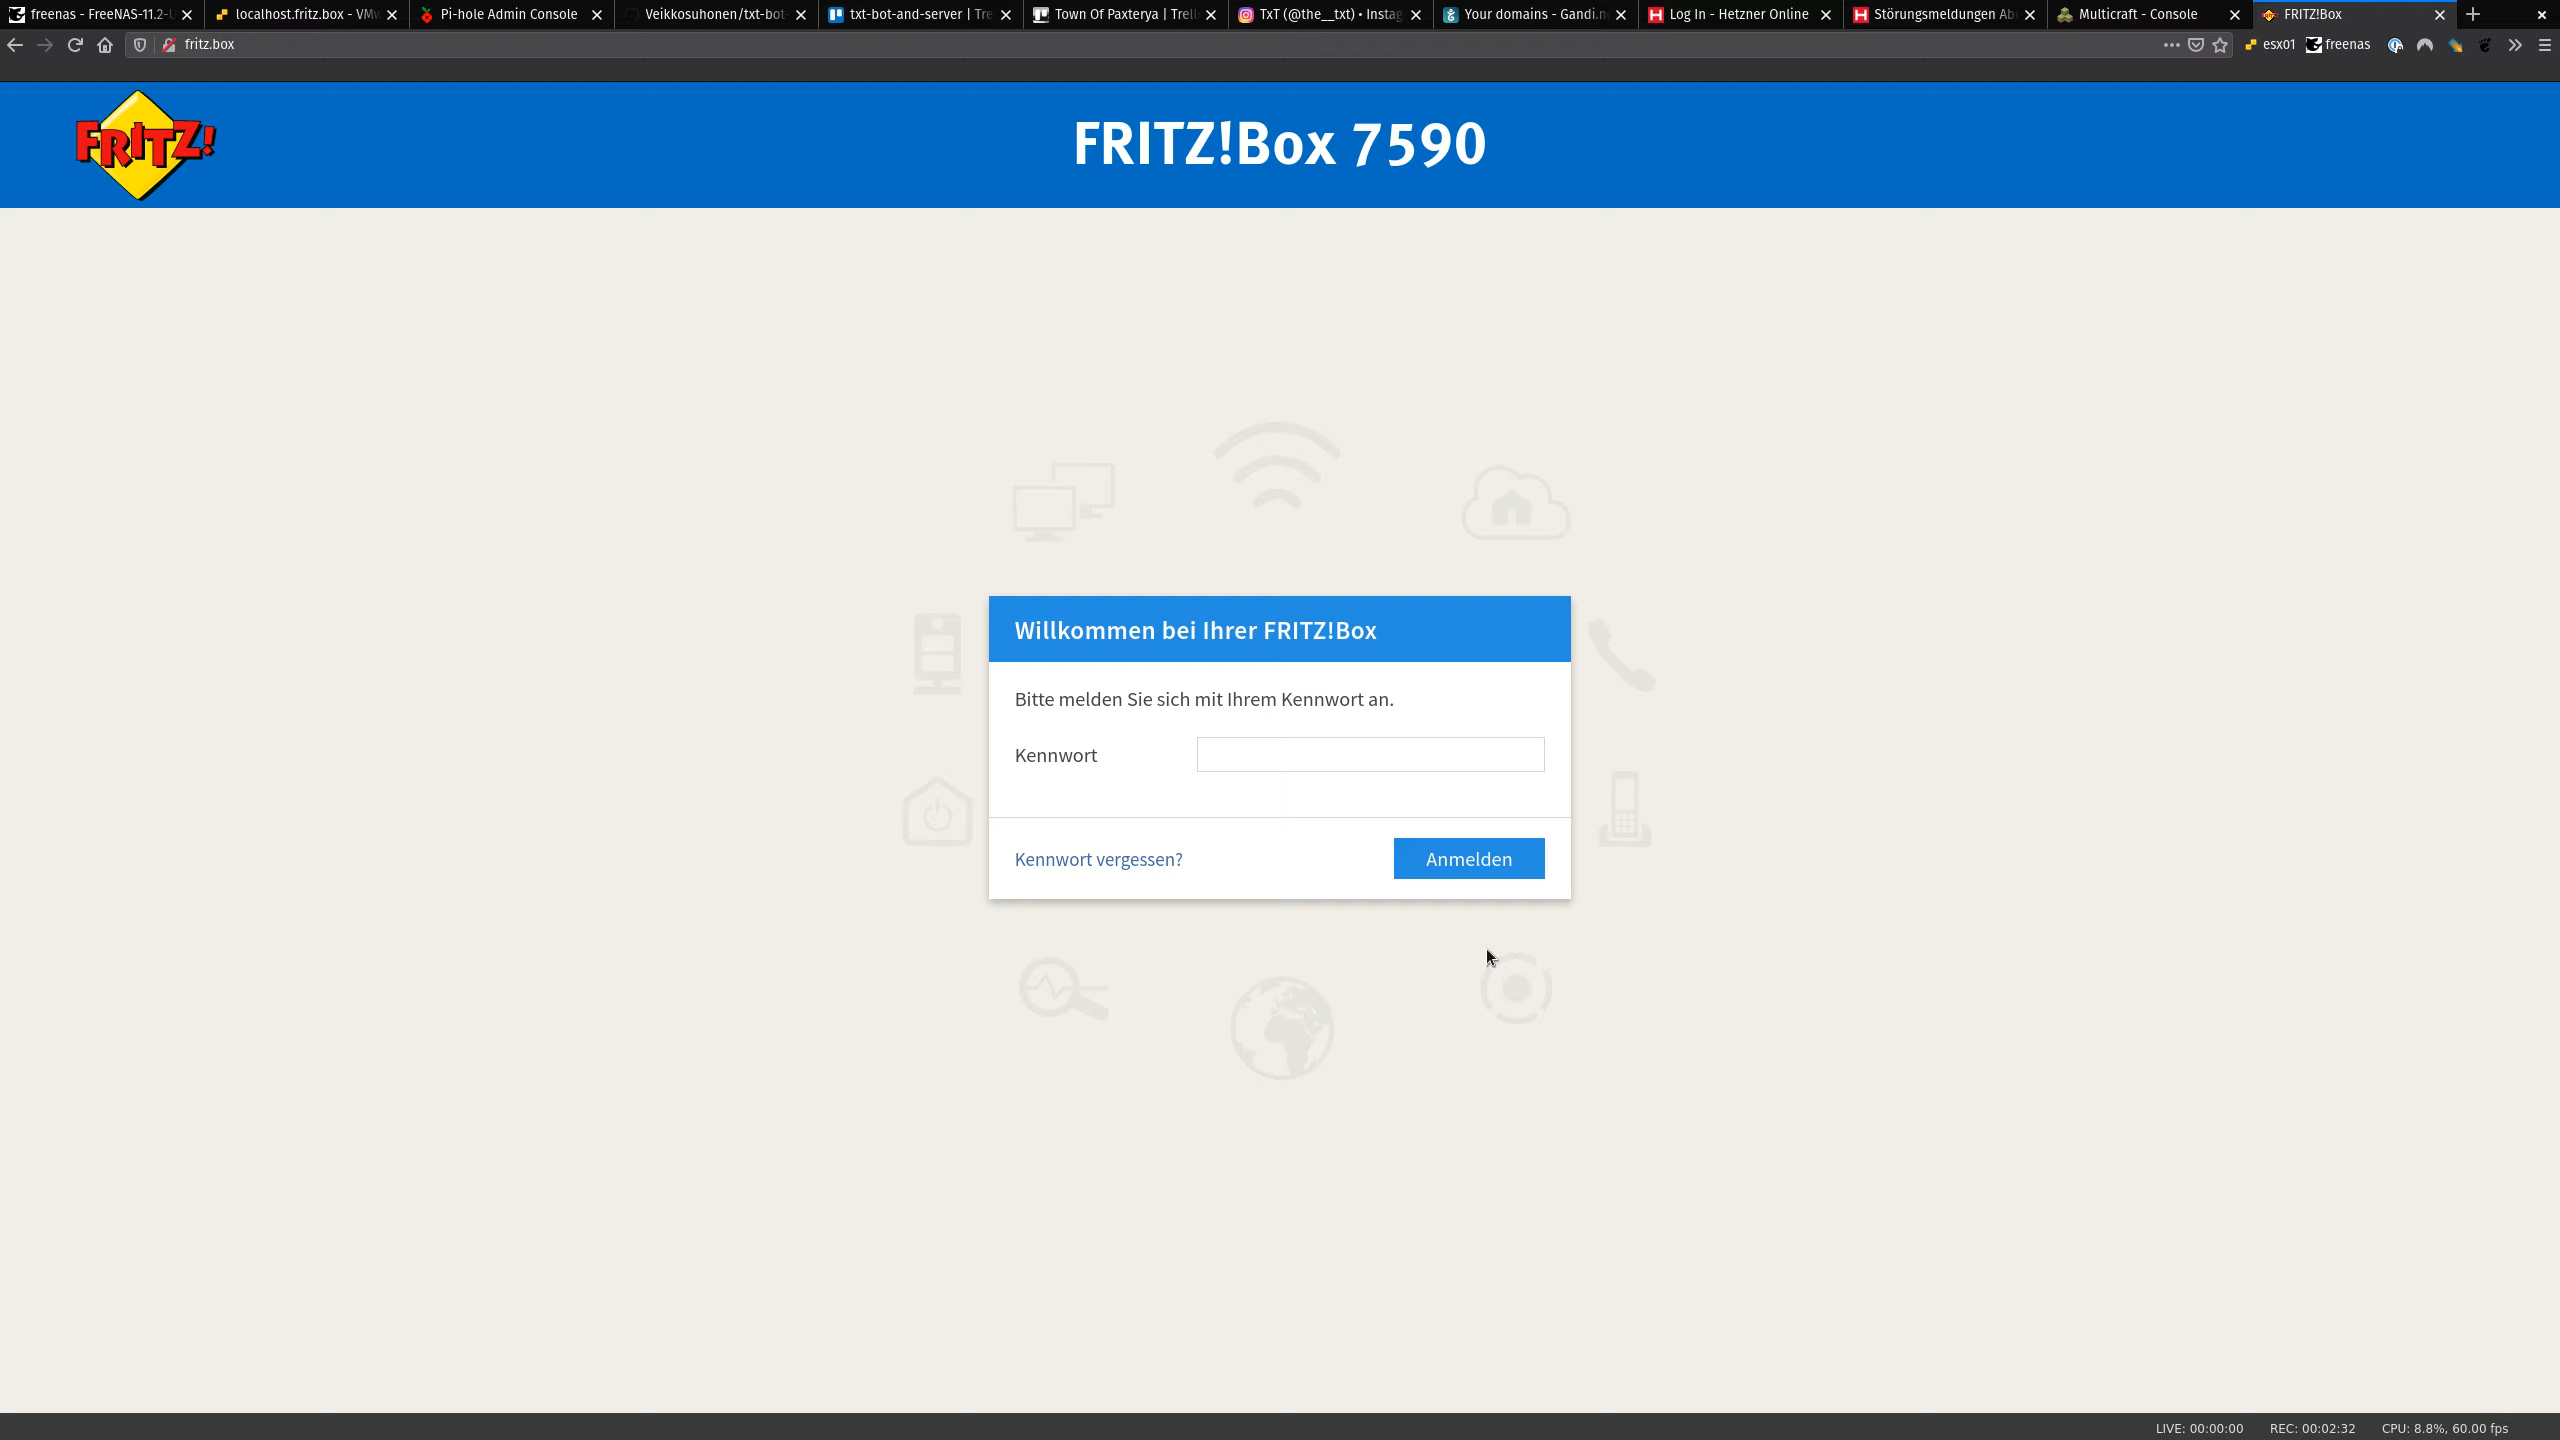 freenas - FreeNAS-11.2-U
localhost.fritz.box - VMw
Pi-hole Admin Console
Veikkosuhonen/txt-bot-
txt-bot-and-server | Tre
Town Of Paxterya | Trell
TxT (@the__txt) • Instag
Your domains - Gandi.n
Log In - Hetzner Online
Störungsmeldungen Ab
Multicraft - Console
FRITZ!Box
fritz.box
esx01
freenas
FRITZ!
FRITZ!Box 7590
Willkommen bei Ihrer FRITZ!Box
Bitte melden Sie sich mit Ihrem Kennwort an.
Kennwort
Kennwort vergessen?
Anmelden
LIVE: 00:00:00
REC: 00:02:32
CPU: 8.8%, 60.00 fps